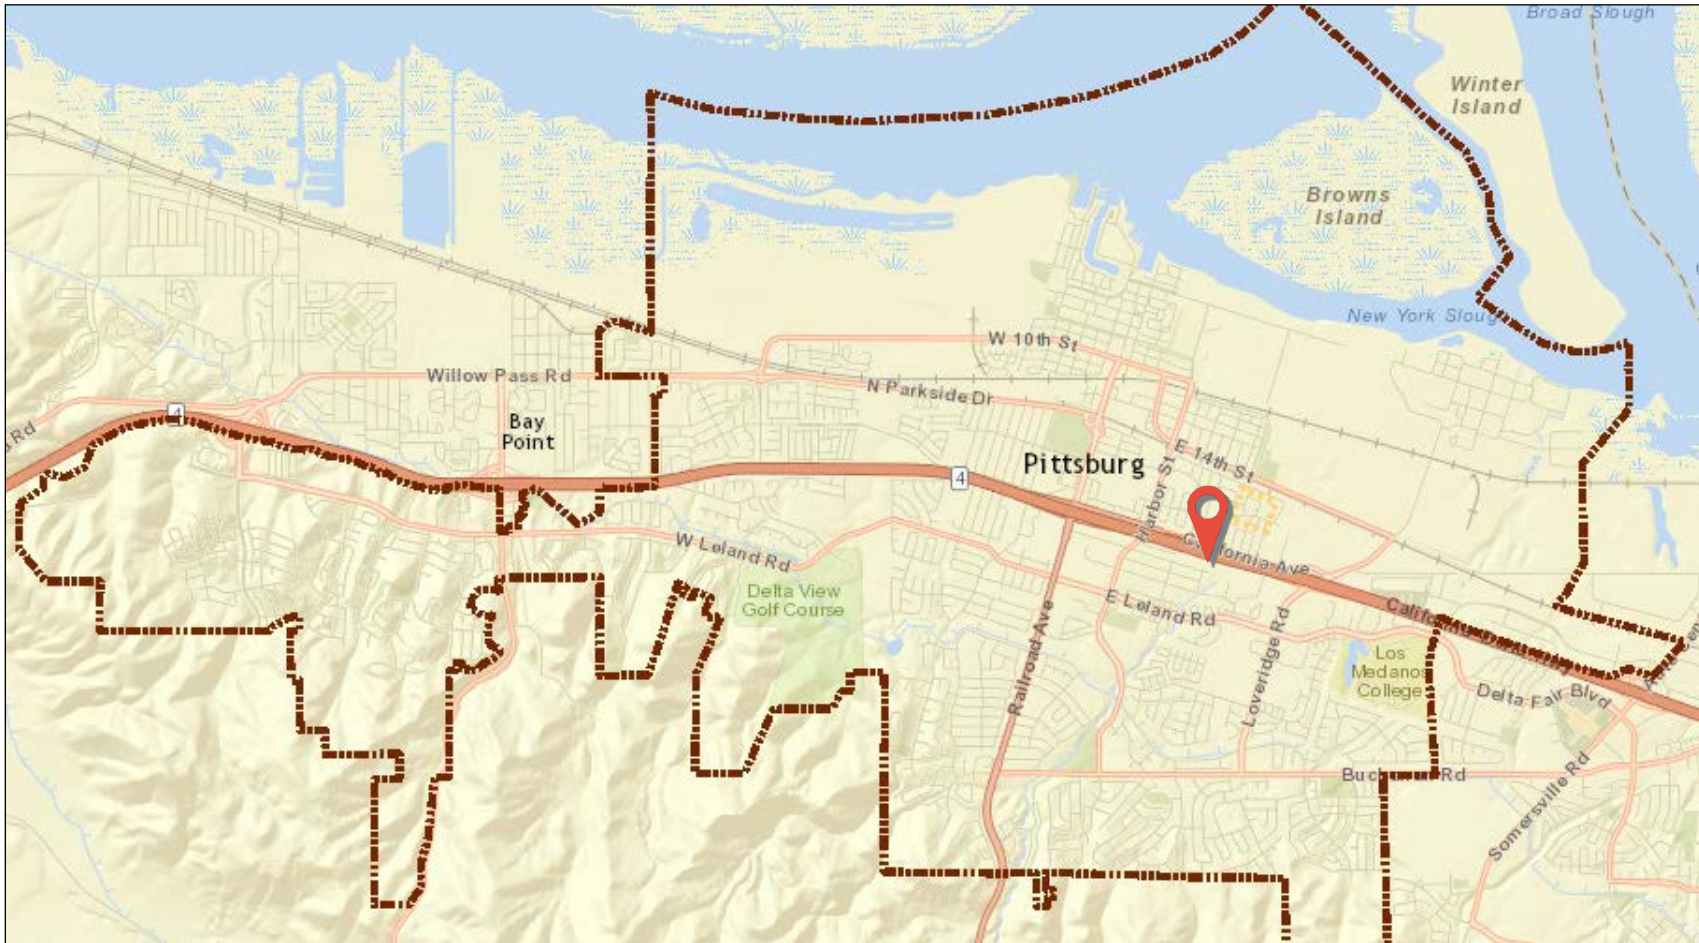 Broad Slough
Winter
Island
Browns
Island
New York Slough
W 10th St
Willow Pass Rd
N Parkside Dr
4
Bay
Point
Rd
Pittsburg
4
E 14th St
Harbor St
California Ave
W Leland Rd
Delta View
Golf Course
E Leland Rd
Loveridge Rd
Railroad Ave
Los
Medanos
College
Delta Fair Blvd
Buchanan Rd
Somersville Rd